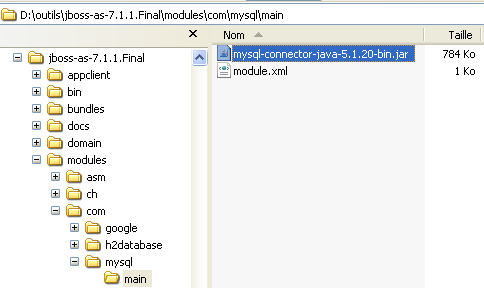 D:\outils\jboss-as-7.1.1.Final\modules\com\mysql\main
Nom Taille
jboss-as-7.1.1.Final
appclient
bin
bundles
docs
domain
modules
asm
ch
com
google
h2database
mysql
main
mysql-connector-java-5.1.20-bin.jar 784 Ko
module.xml 1 Ko